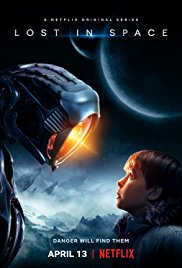 A NETFLIX ORIGINAL SERIES
LOST IN SPACE
DANGER WILL FIND THEM
APRIL 13 | NETFLIX